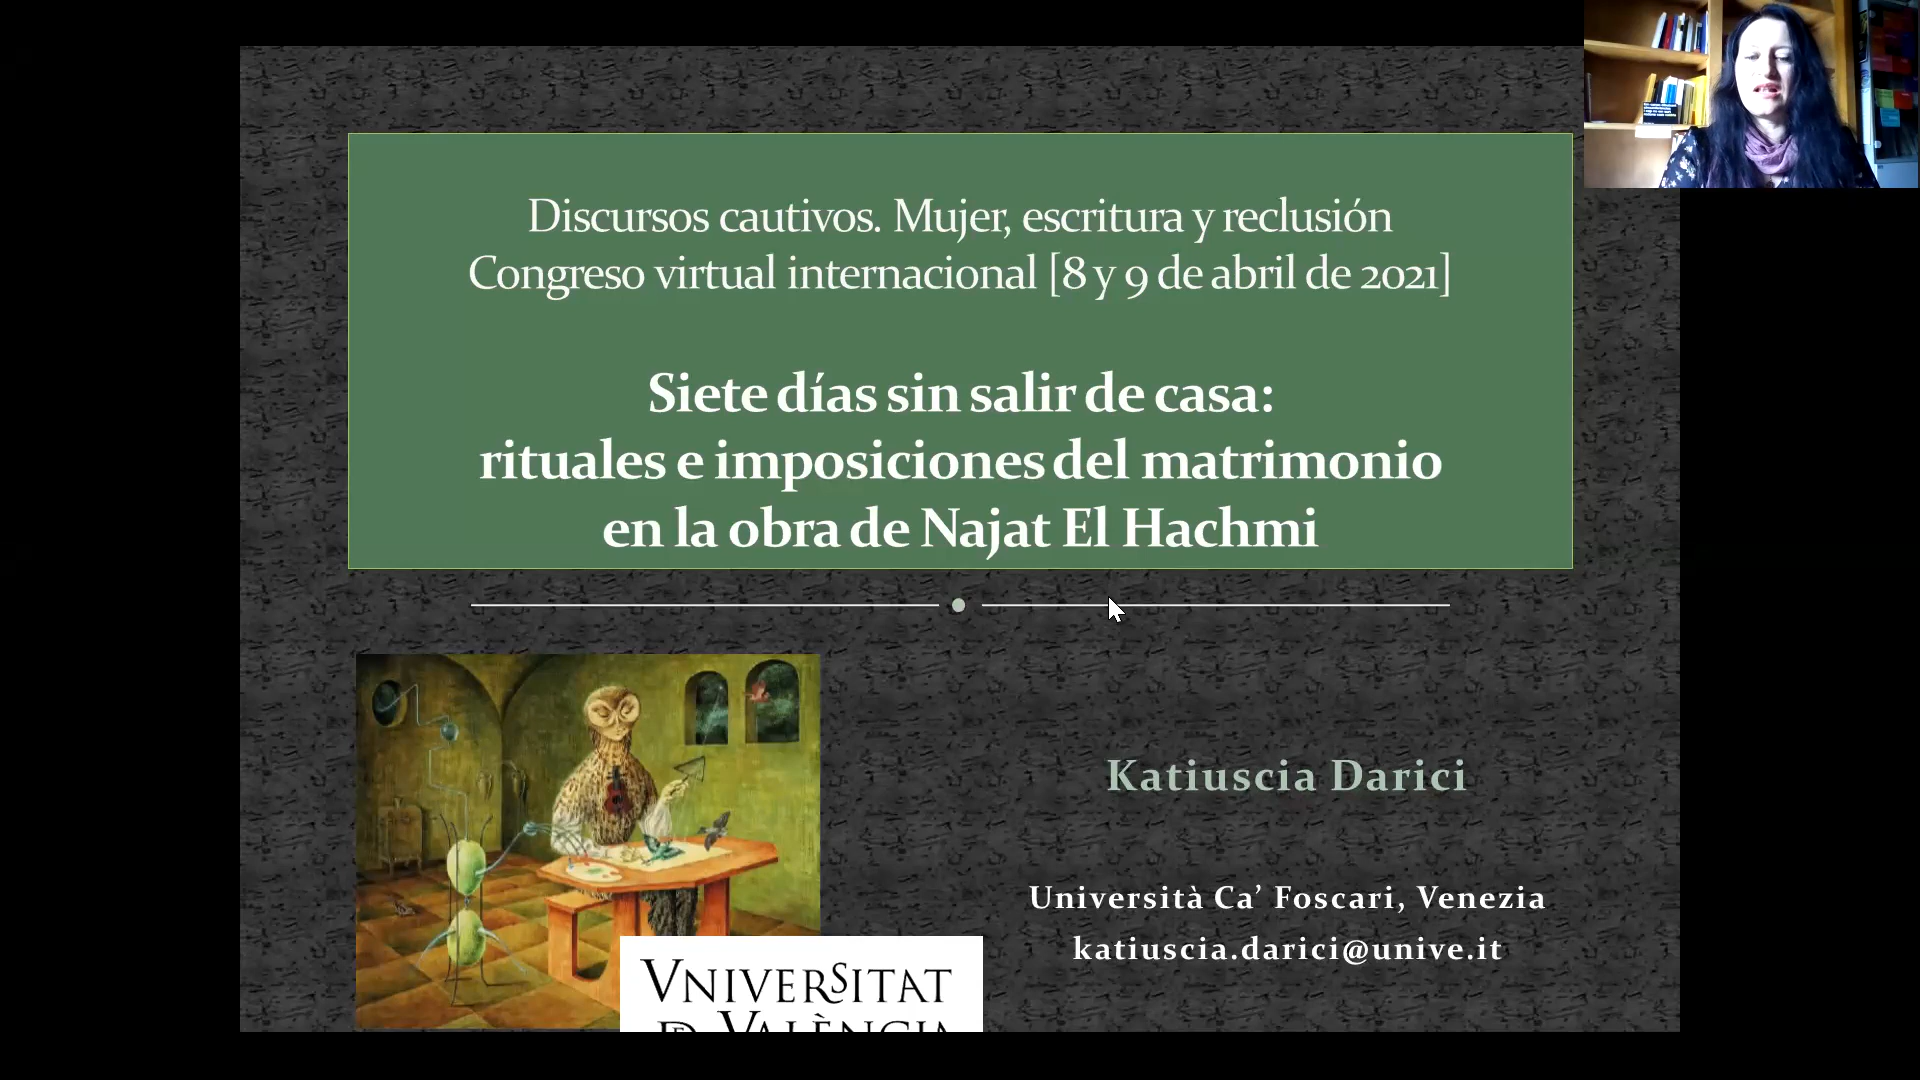 Discursos cautivos. Mujer, escritura y reclusión
Congreso virtual internacional [8 y 9 de abril de 2021]
Siete días sin salir de casa:
rituales e imposiciones del matrimonio
en la obra de Najat El Hachmi
Katiuscia Darici
Università Ca’ Foscari, Venezia
katiuscia.darici@unive.it
VNIVERSITAT
DE VALÈNCIA